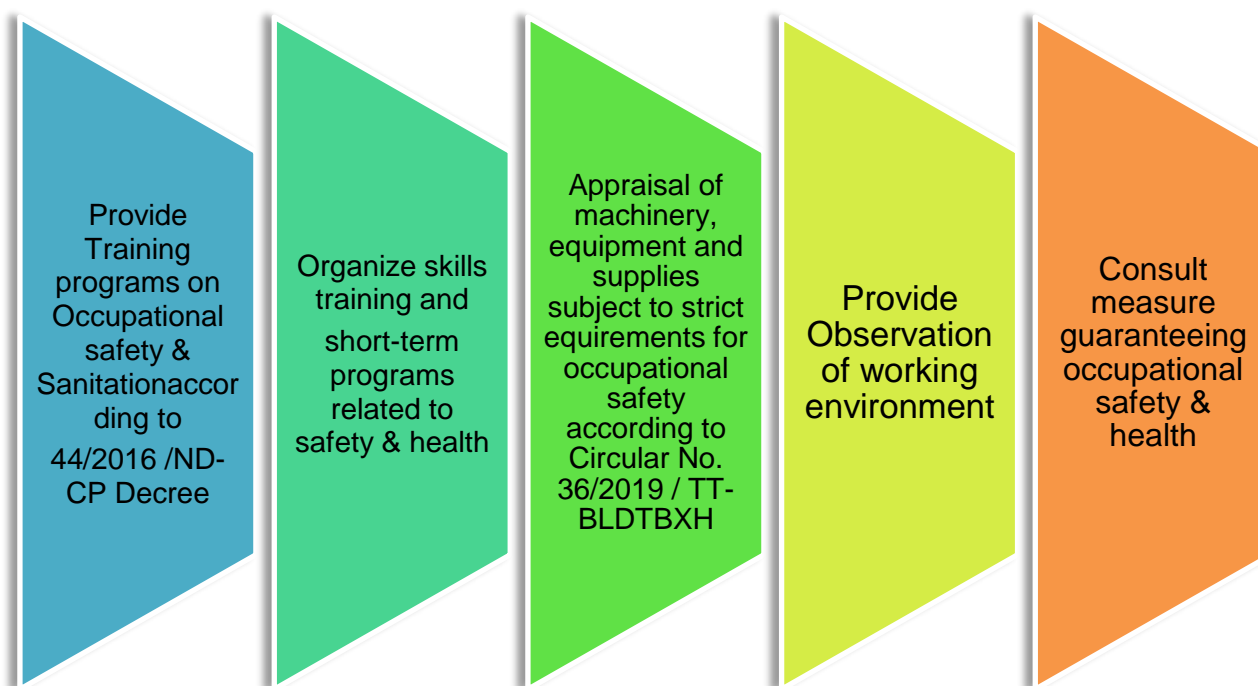 Provide
Training
programs on
Occupational
safety &
Sanitationaccor
ding to
44/2016 /ND-
CP Decree
Organize skills
training and
short-term
programs
related to
safety & health
Appraisal of
machinery,
equipment and
supplies
subject to strict
equirements for
occupational
safety
according to
Circular No.
36/2019 / TT-
BLDTBXH
Provide
Observation
of working
environment
Consult
measure
guaranteeing
occupational
safety &
health